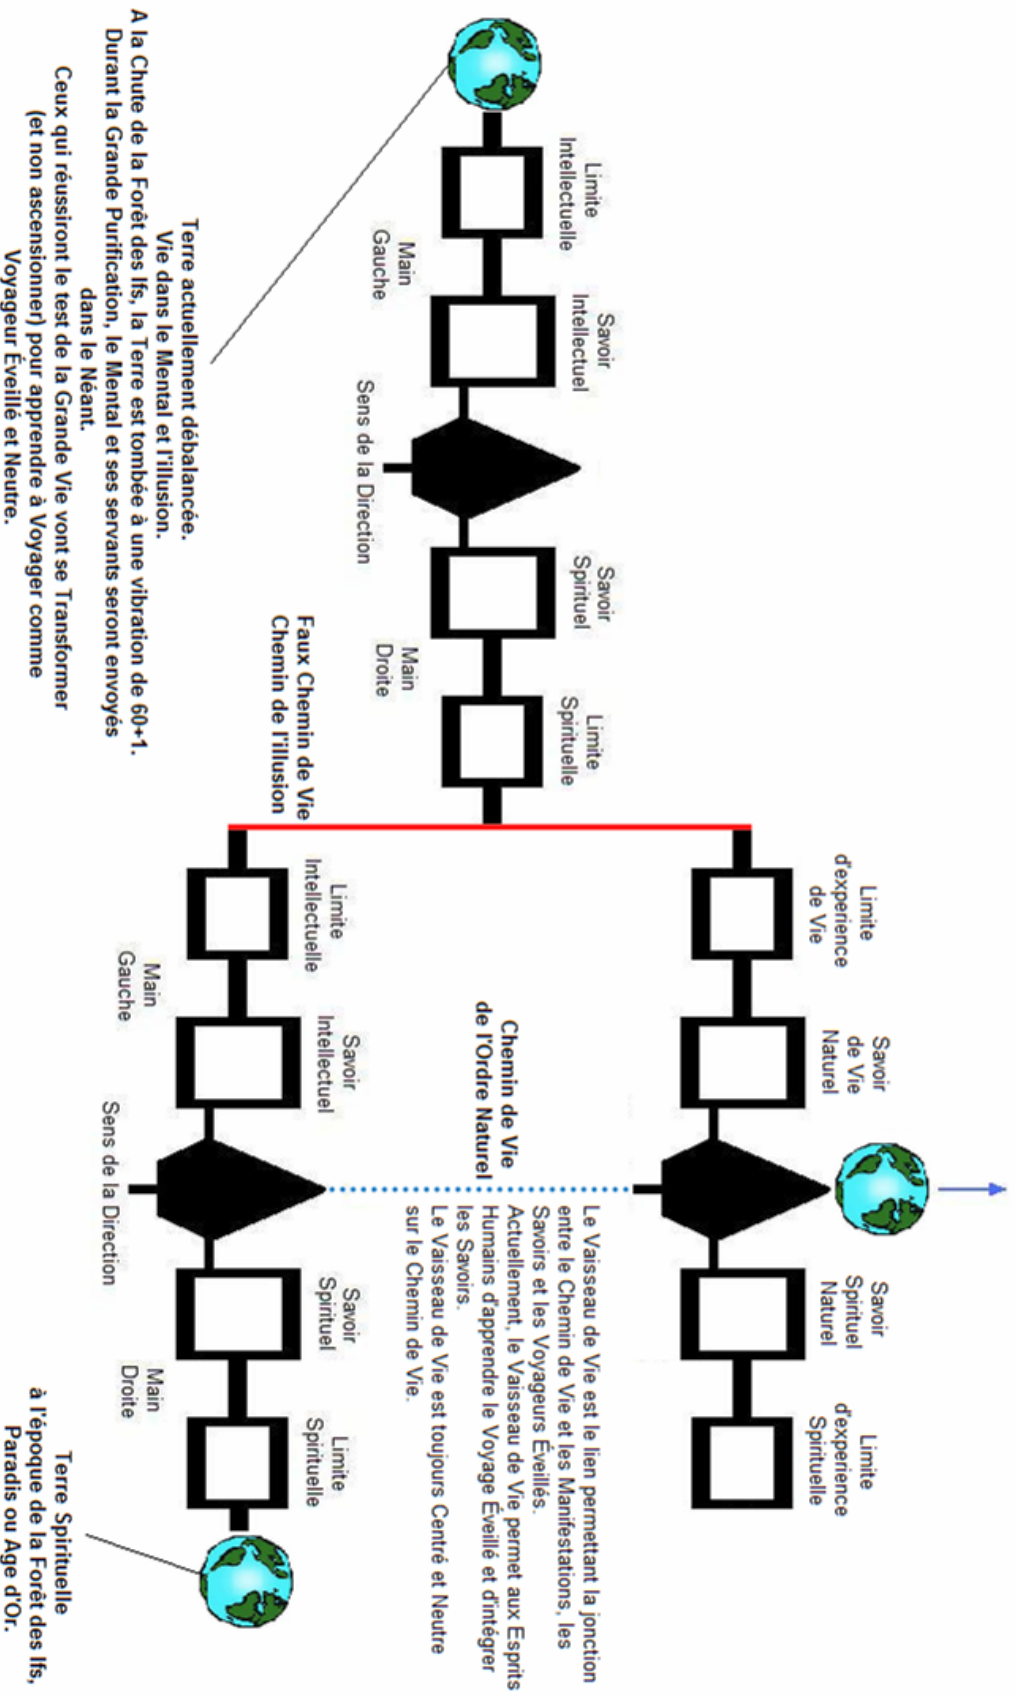 Limite
d'experience
de Vie
Savoir
de Vie
Naturel
Savoir
Spirituel
Naturel
Limite
d'experience
Spirituelle
Limite
Intellectuelle
Savoir
Intellectuel
Savoir
Spirituel
Limite
Spirituelle
Main
Gauche
Sens de la Direction
Main
Droite
Chemin de Vie
de l'Ordre Naturel
Le Vaisseau de Vie est le lien permettant la jonction
entre le Chemin de Vie et les Manifestations, les
Savoirs et les Voyageurs Éveillés.
Actuellement, le Vaisseau de Vie permet aux Esprits
Humains d'apprendre le Voyage Éveillé et d'intégrer
les Savoirs.
Le Vaisseau de Vie est toujours Centré et Neutre
sur le Chemin de Vie.
Faux Chemin de Vie
Chemin de l'illusion
Limite
Intellectuelle
Savoir
Intellectuel
Savoir
Spirituel
Limite
Spirituelle
Main
Gauche
Sens de la Direction
Main
Droite
Terre actuellement débalancée.
Vie dans le Mental et l'illusion.
A la Chute de la Forêt des Ifs, la Terre est tombée à une vibration de 60+1.
Durant la Grande Purification, le Mental et ses servants seront envoyés
dans le Néant.
Ceux qui réussiront le test de la Grande Vie vont se Transformer
(et non ascensionner) pour apprendre à Voyager comme
Voyageur Éveillé et Neutre.
Terre Spirituelle
à l'époque de la Forêt des Ifs,
Paradis ou Age d'Or.